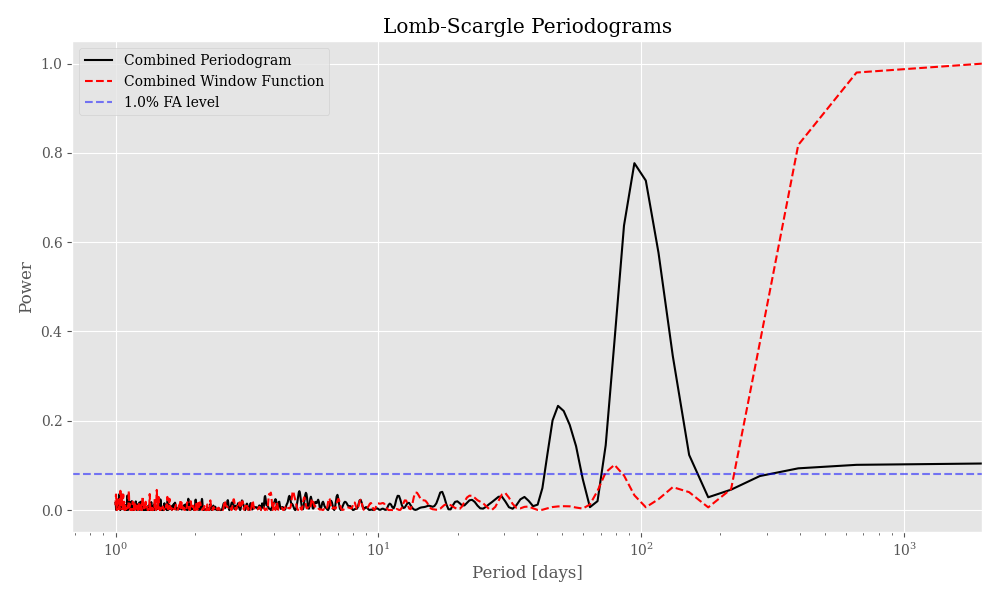 Lomb-Scargle Periodograms
Combined Periodogram
Combined Window Function
1.0% FA level
1.0
0.8
0.6
0.4
0.2
0.0
Power
10⁰ 10¹ 10² 10³
Period [days]